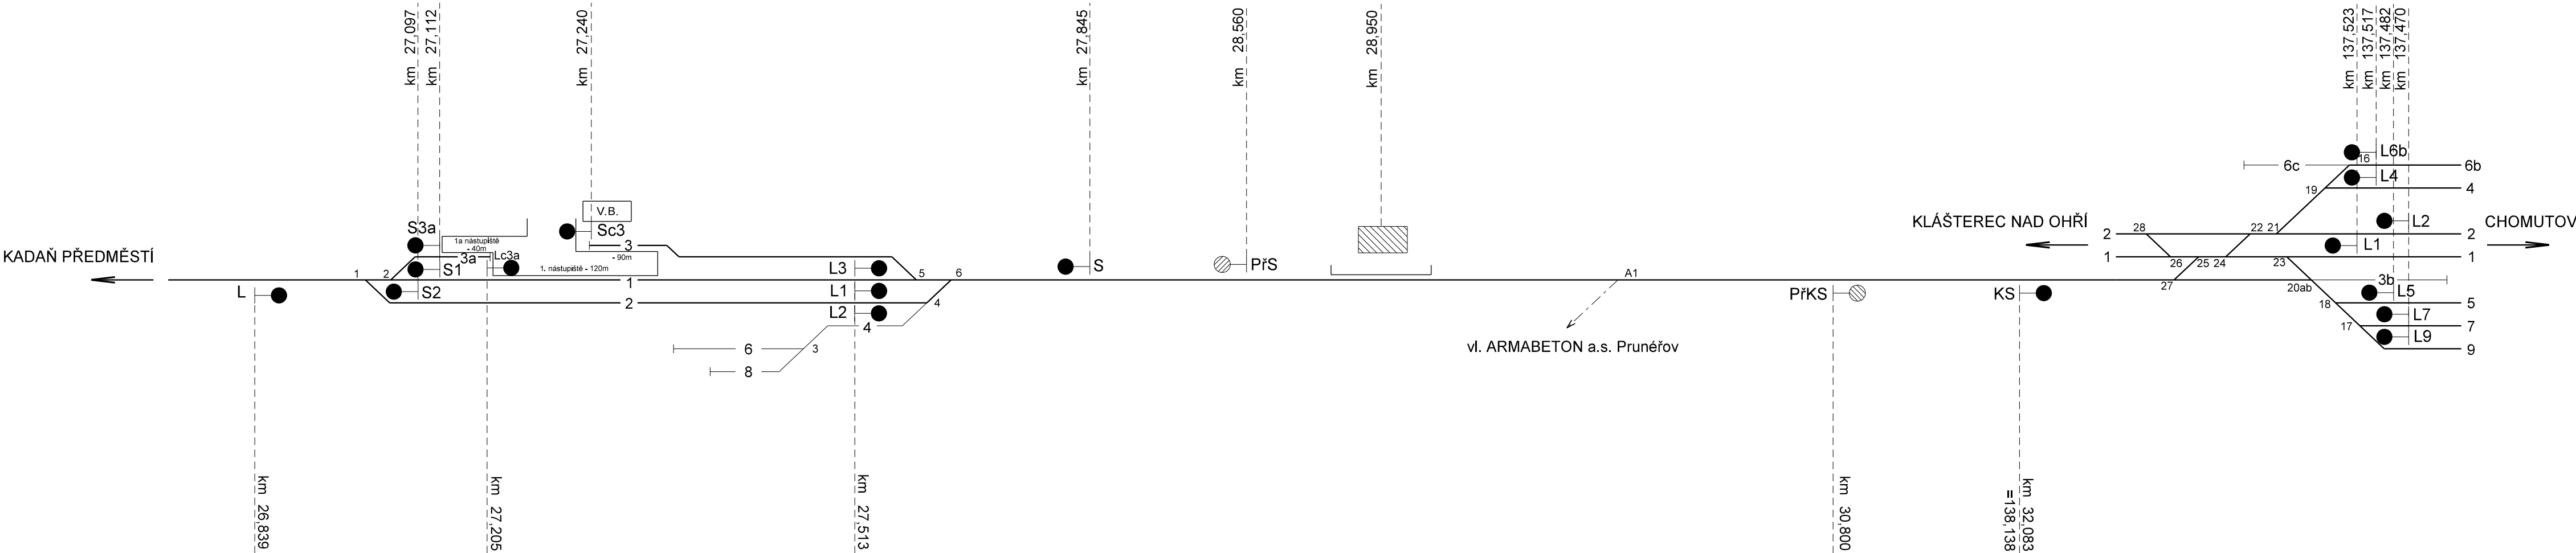 km 27,097
km 27,112
km 27,240
km 27,845
km 28,560
km 28,950
km 137,523
km 137,517
km 137,482
km 137,470
KADAŇ PŘEDMĚSTÍ
L
1
2
S3a
S1
S2
3a
1a nástupiště
- 40m
Lc3a
V.B.
Sc3
3
- 90m
1. nástupiště - 120m
1
2
L3
L1
L2
4
6
8
3
5
6
4
S
PřS
A1
vl. ARMABETON a.s. Prunéřov
PřKS
KS
KLÁŠTEREC NAD OHŘÍ
CHOMUTOV
2
1
28
26
27
25
24
22
21
23
20ab
19
18
17
16
6c
L6b
L4
L2
L1
3b
L5
L7
L9
6b
4
2
1
5
7
9
km 26,839
km 27,205
km 27,513
km 30,800
km 32,083
=138,138